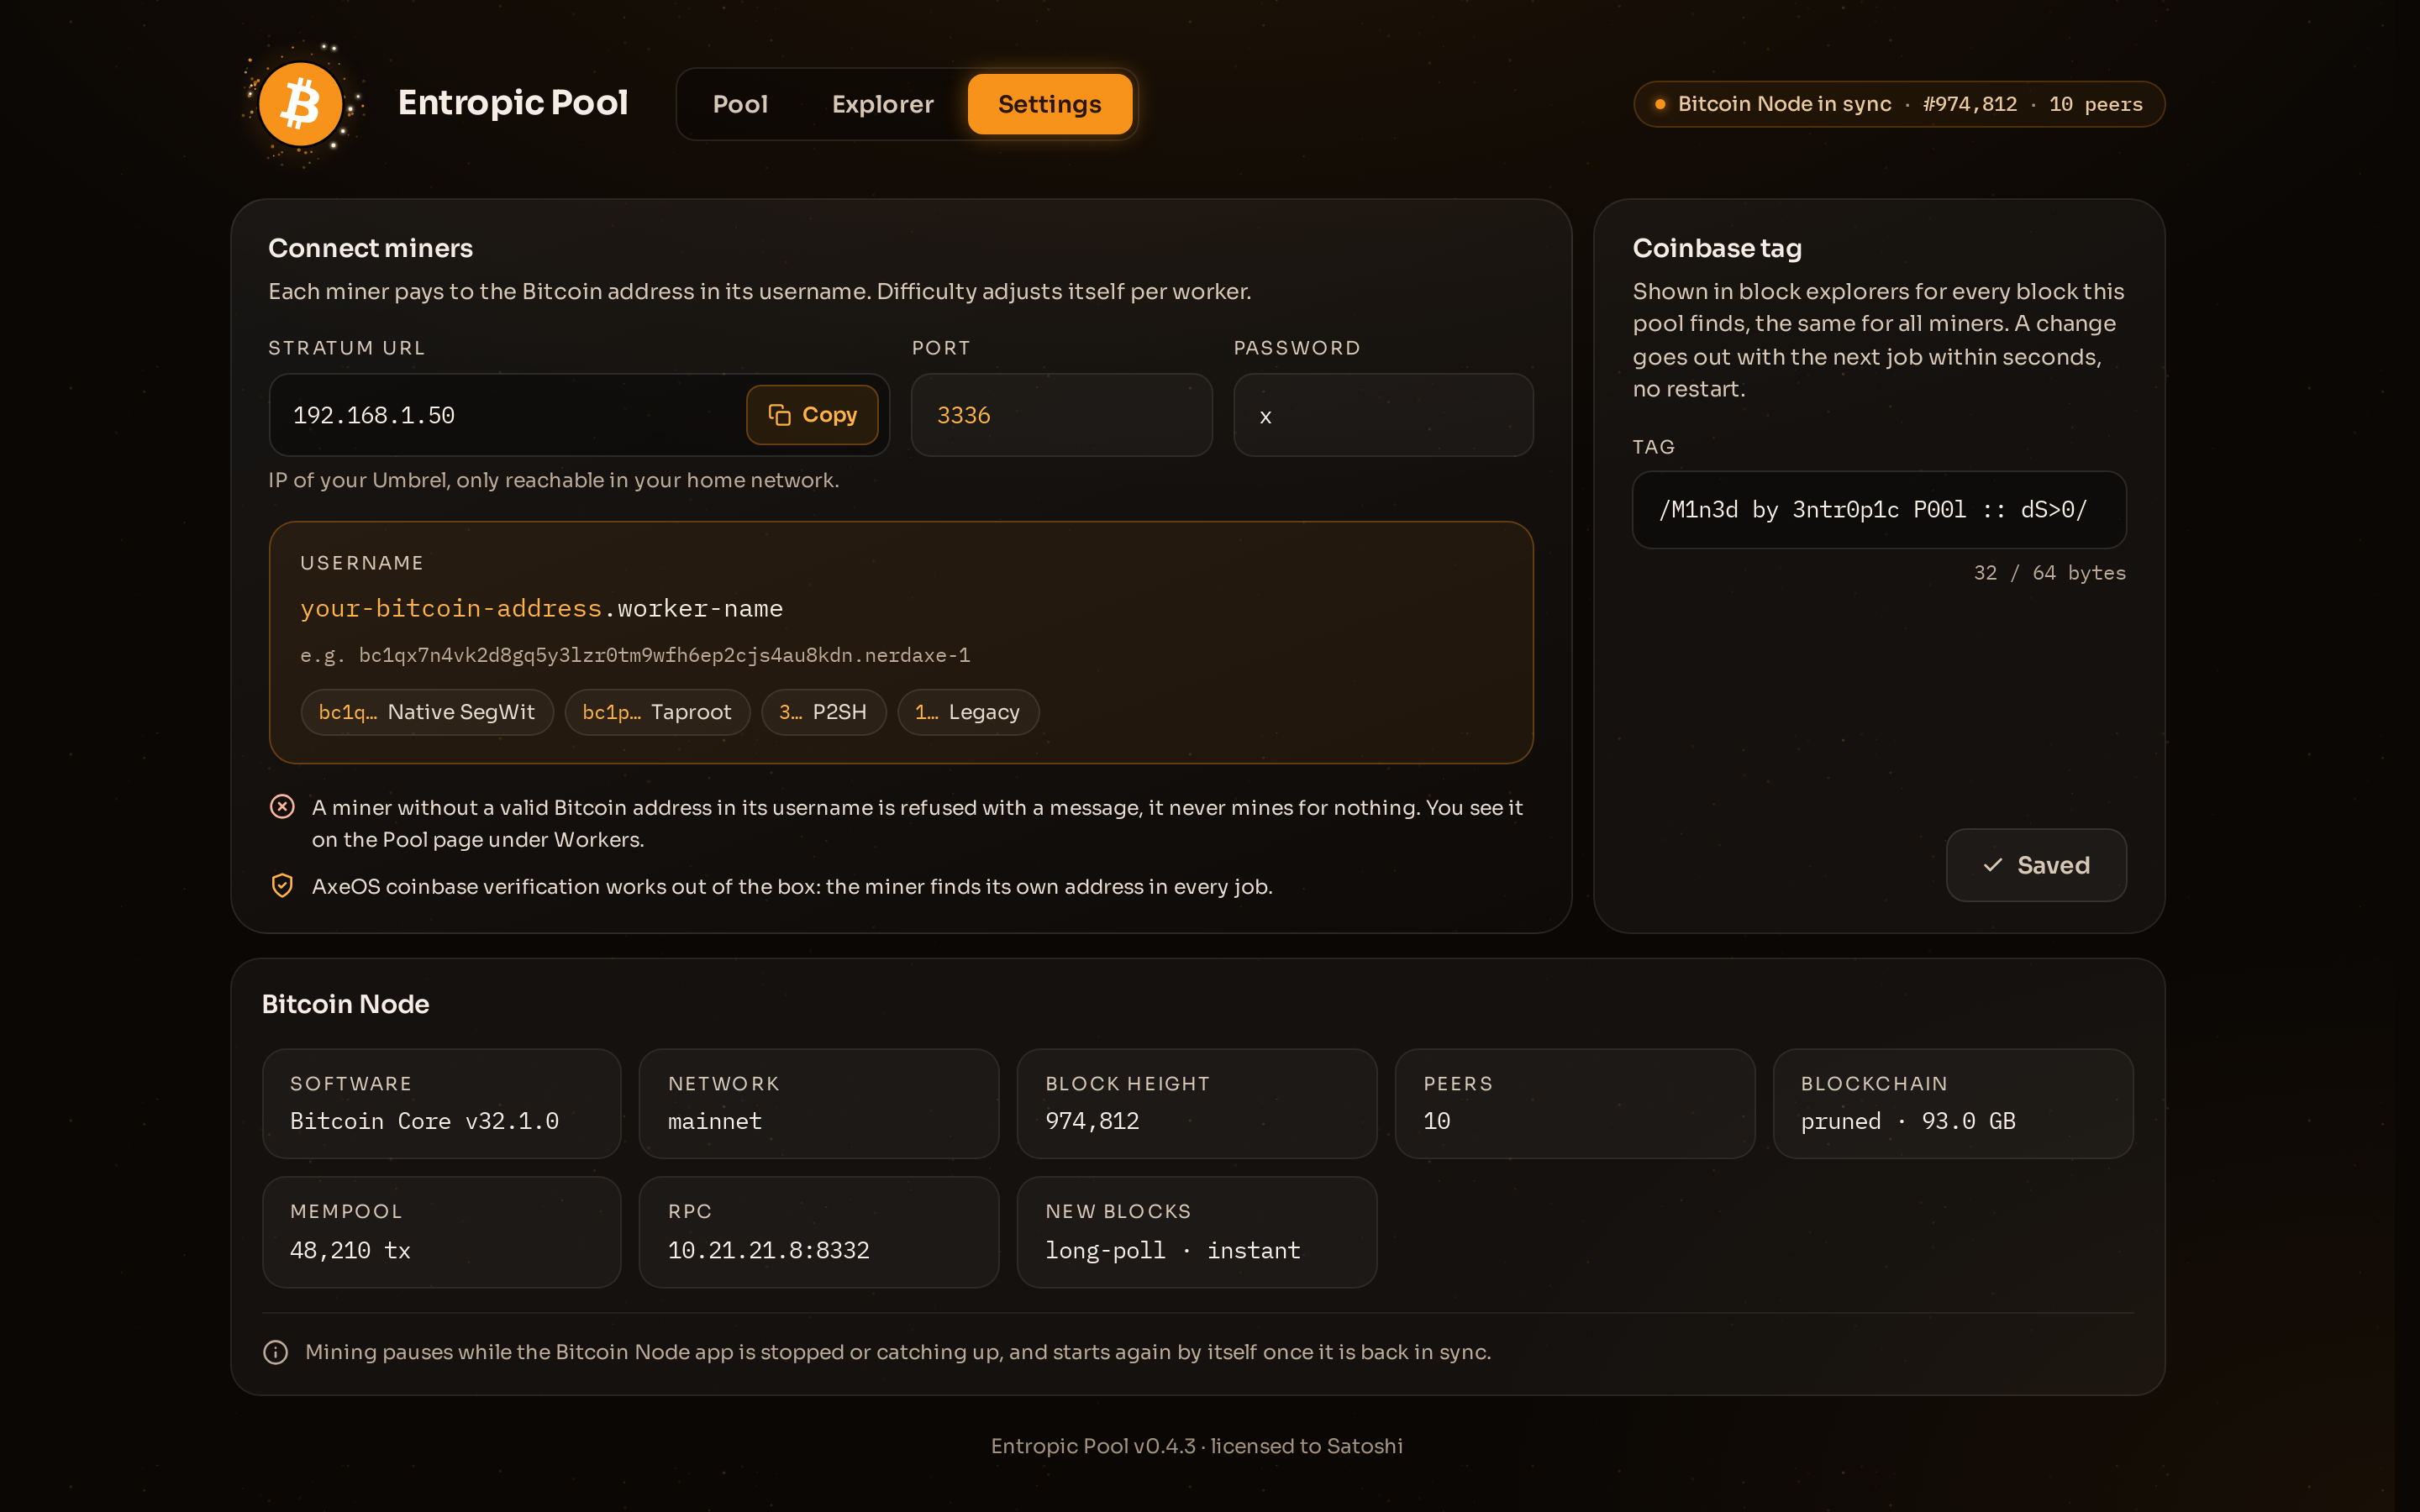 Entropic Pool
Pool
Explorer
Settings
Bitcoin Node in sync · #974,812 · 10 peers
Connect miners
Each miner pays to the Bitcoin address in its username. Difficulty adjusts itself per worker.
STRATUM URL
PORT
PASSWORD
192.168.1.50
Copy
3336
x
IP of your Umbrel, only reachable in your home network.
USERNAME
your-bitcoin-address.worker-name
e.g. bc1qx7n4vk2d8gq5y3lzr0tm9wfh6ep2cjs4au8kdn.nerdaxe-1
bc1q… Native SegWit
bc1p… Taproot
3… P2SH
1… Legacy
A miner without a valid Bitcoin address in its username is refused with a message, it never mines for nothing. You see it
on the Pool page under Workers.
AxeOS coinbase verification works out of the box: the miner finds its own address in every job.
Coinbase tag
Shown in block explorers for every block this
pool finds, the same for all miners. A change
goes out with the next job within seconds,
no restart.
TAG
/M1n3d by 3ntr0p1c P00l :: dS>0/
32 / 64 bytes
Saved
Bitcoin Node
SOFTWARE
Bitcoin Core v32.1.0
NETWORK
mainnet
BLOCK HEIGHT
974,812
PEERS
10
BLOCKCHAIN
pruned · 93.0 GB
MEMPOOL
48,210 tx
RPC
10.21.21.8:8332
NEW BLOCKS
long-poll · instant
Mining pauses while the Bitcoin Node app is stopped or catching up, and starts again by itself once it is back in sync.
Entropic Pool v0.4.3 · licensed to Satoshi